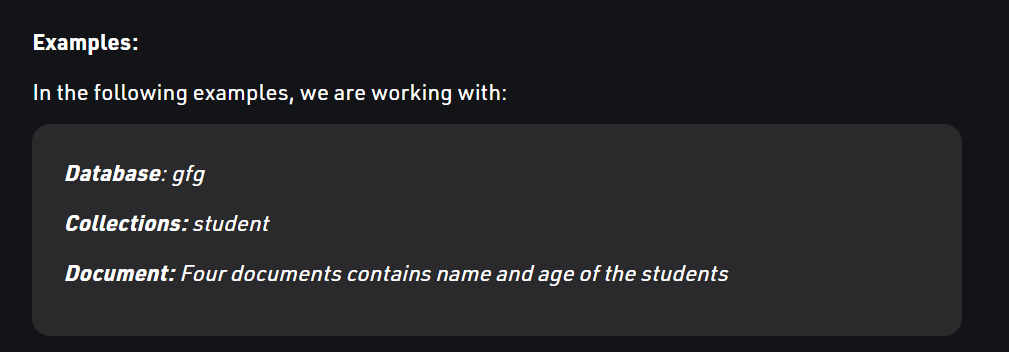 Examples:
In the following examples, we are working with:
Database: gfg
Collections: student
Document: Four documents contains name and age of the students